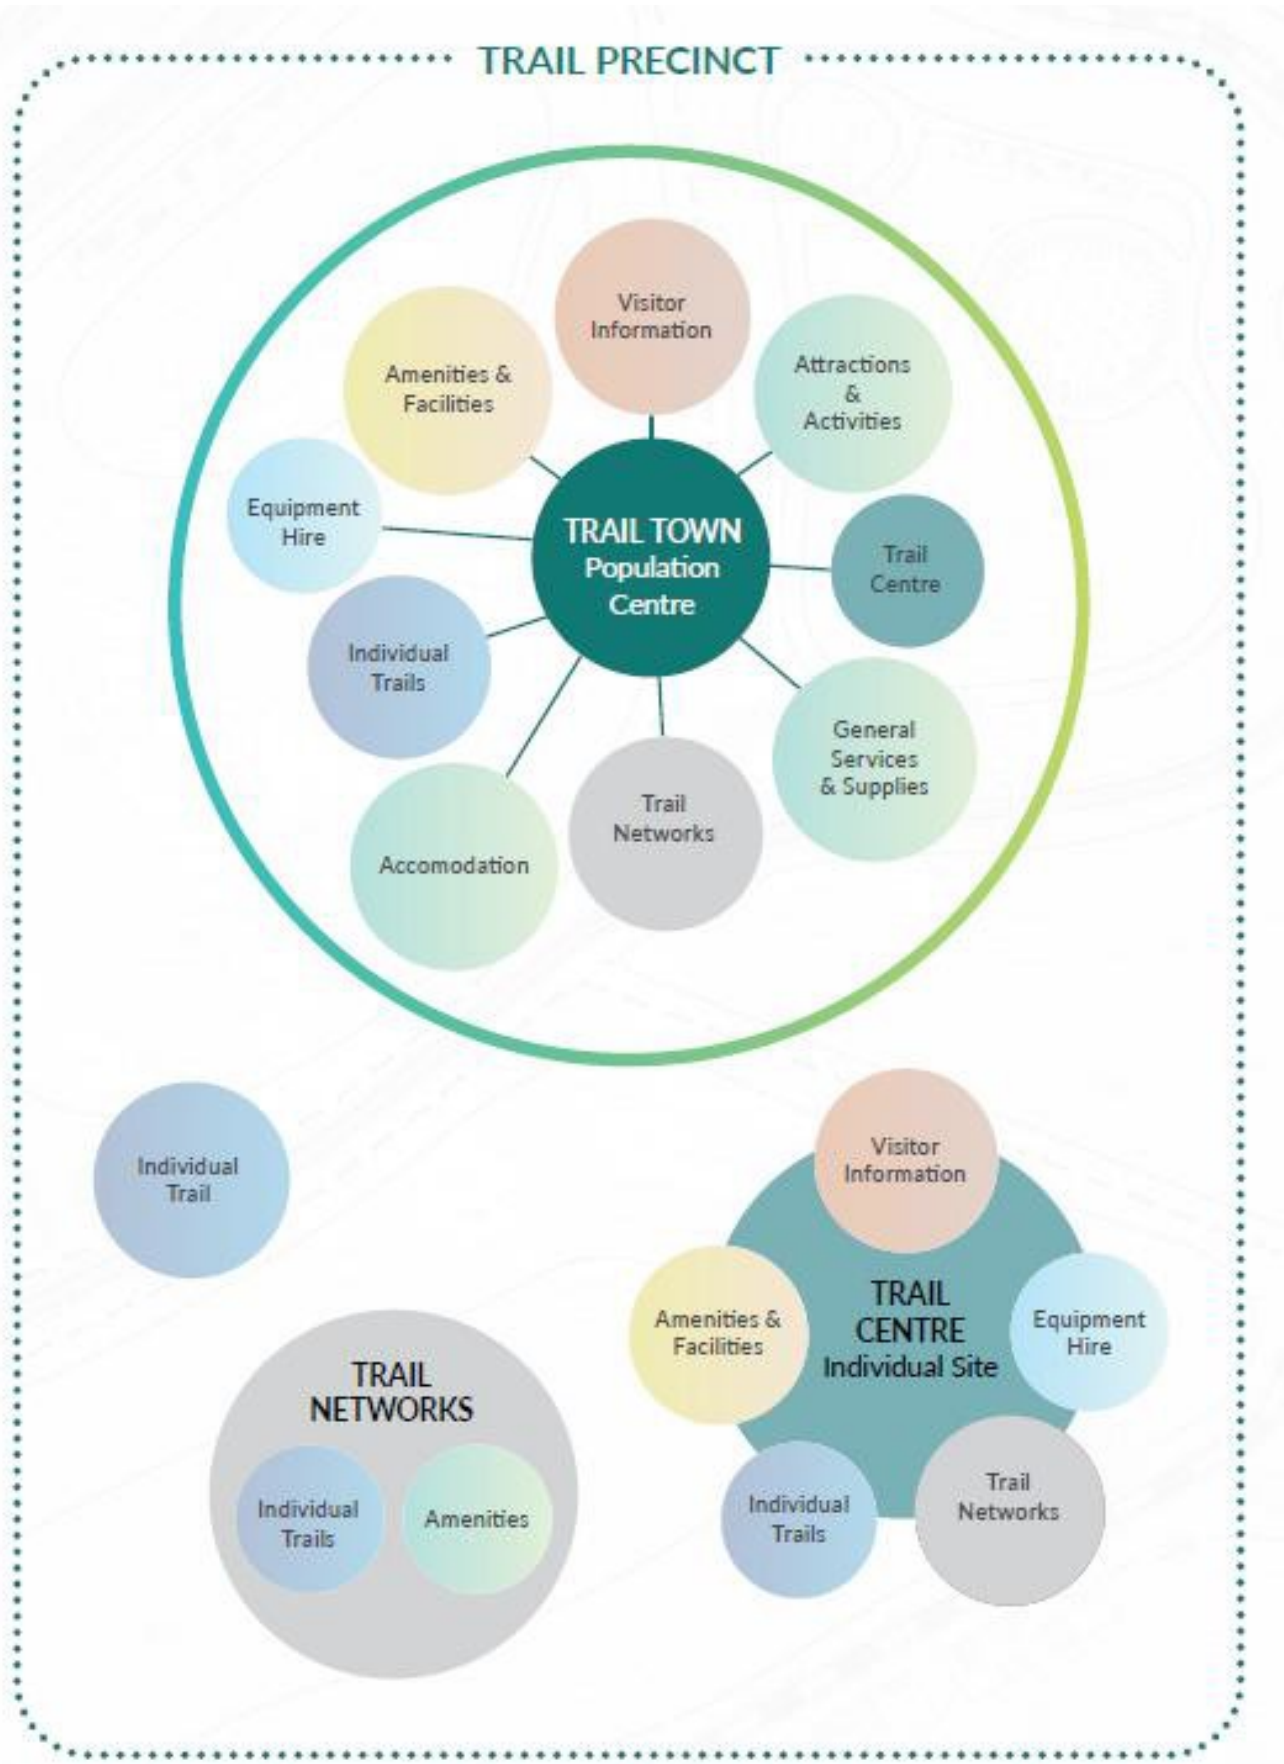 TRAIL PRECINCT
Visitor
Information
Amenities &
Facilities
Attractions
&
Activities
Equipment
Hire
TRAIL TOWN
Population
Centre
Trail
Centre
Individual
Trails
General
Services
& Supplies
Trail
Networks
Accomodation
Individual
Trail
Visitor
Information
Amenities &
Facilities
TRAIL
CENTRE
Individual Site
Equipment
Hire
TRAIL
NETWORKS
Individual
Trails
Amenities
Individual
Trails
Trail
Networks